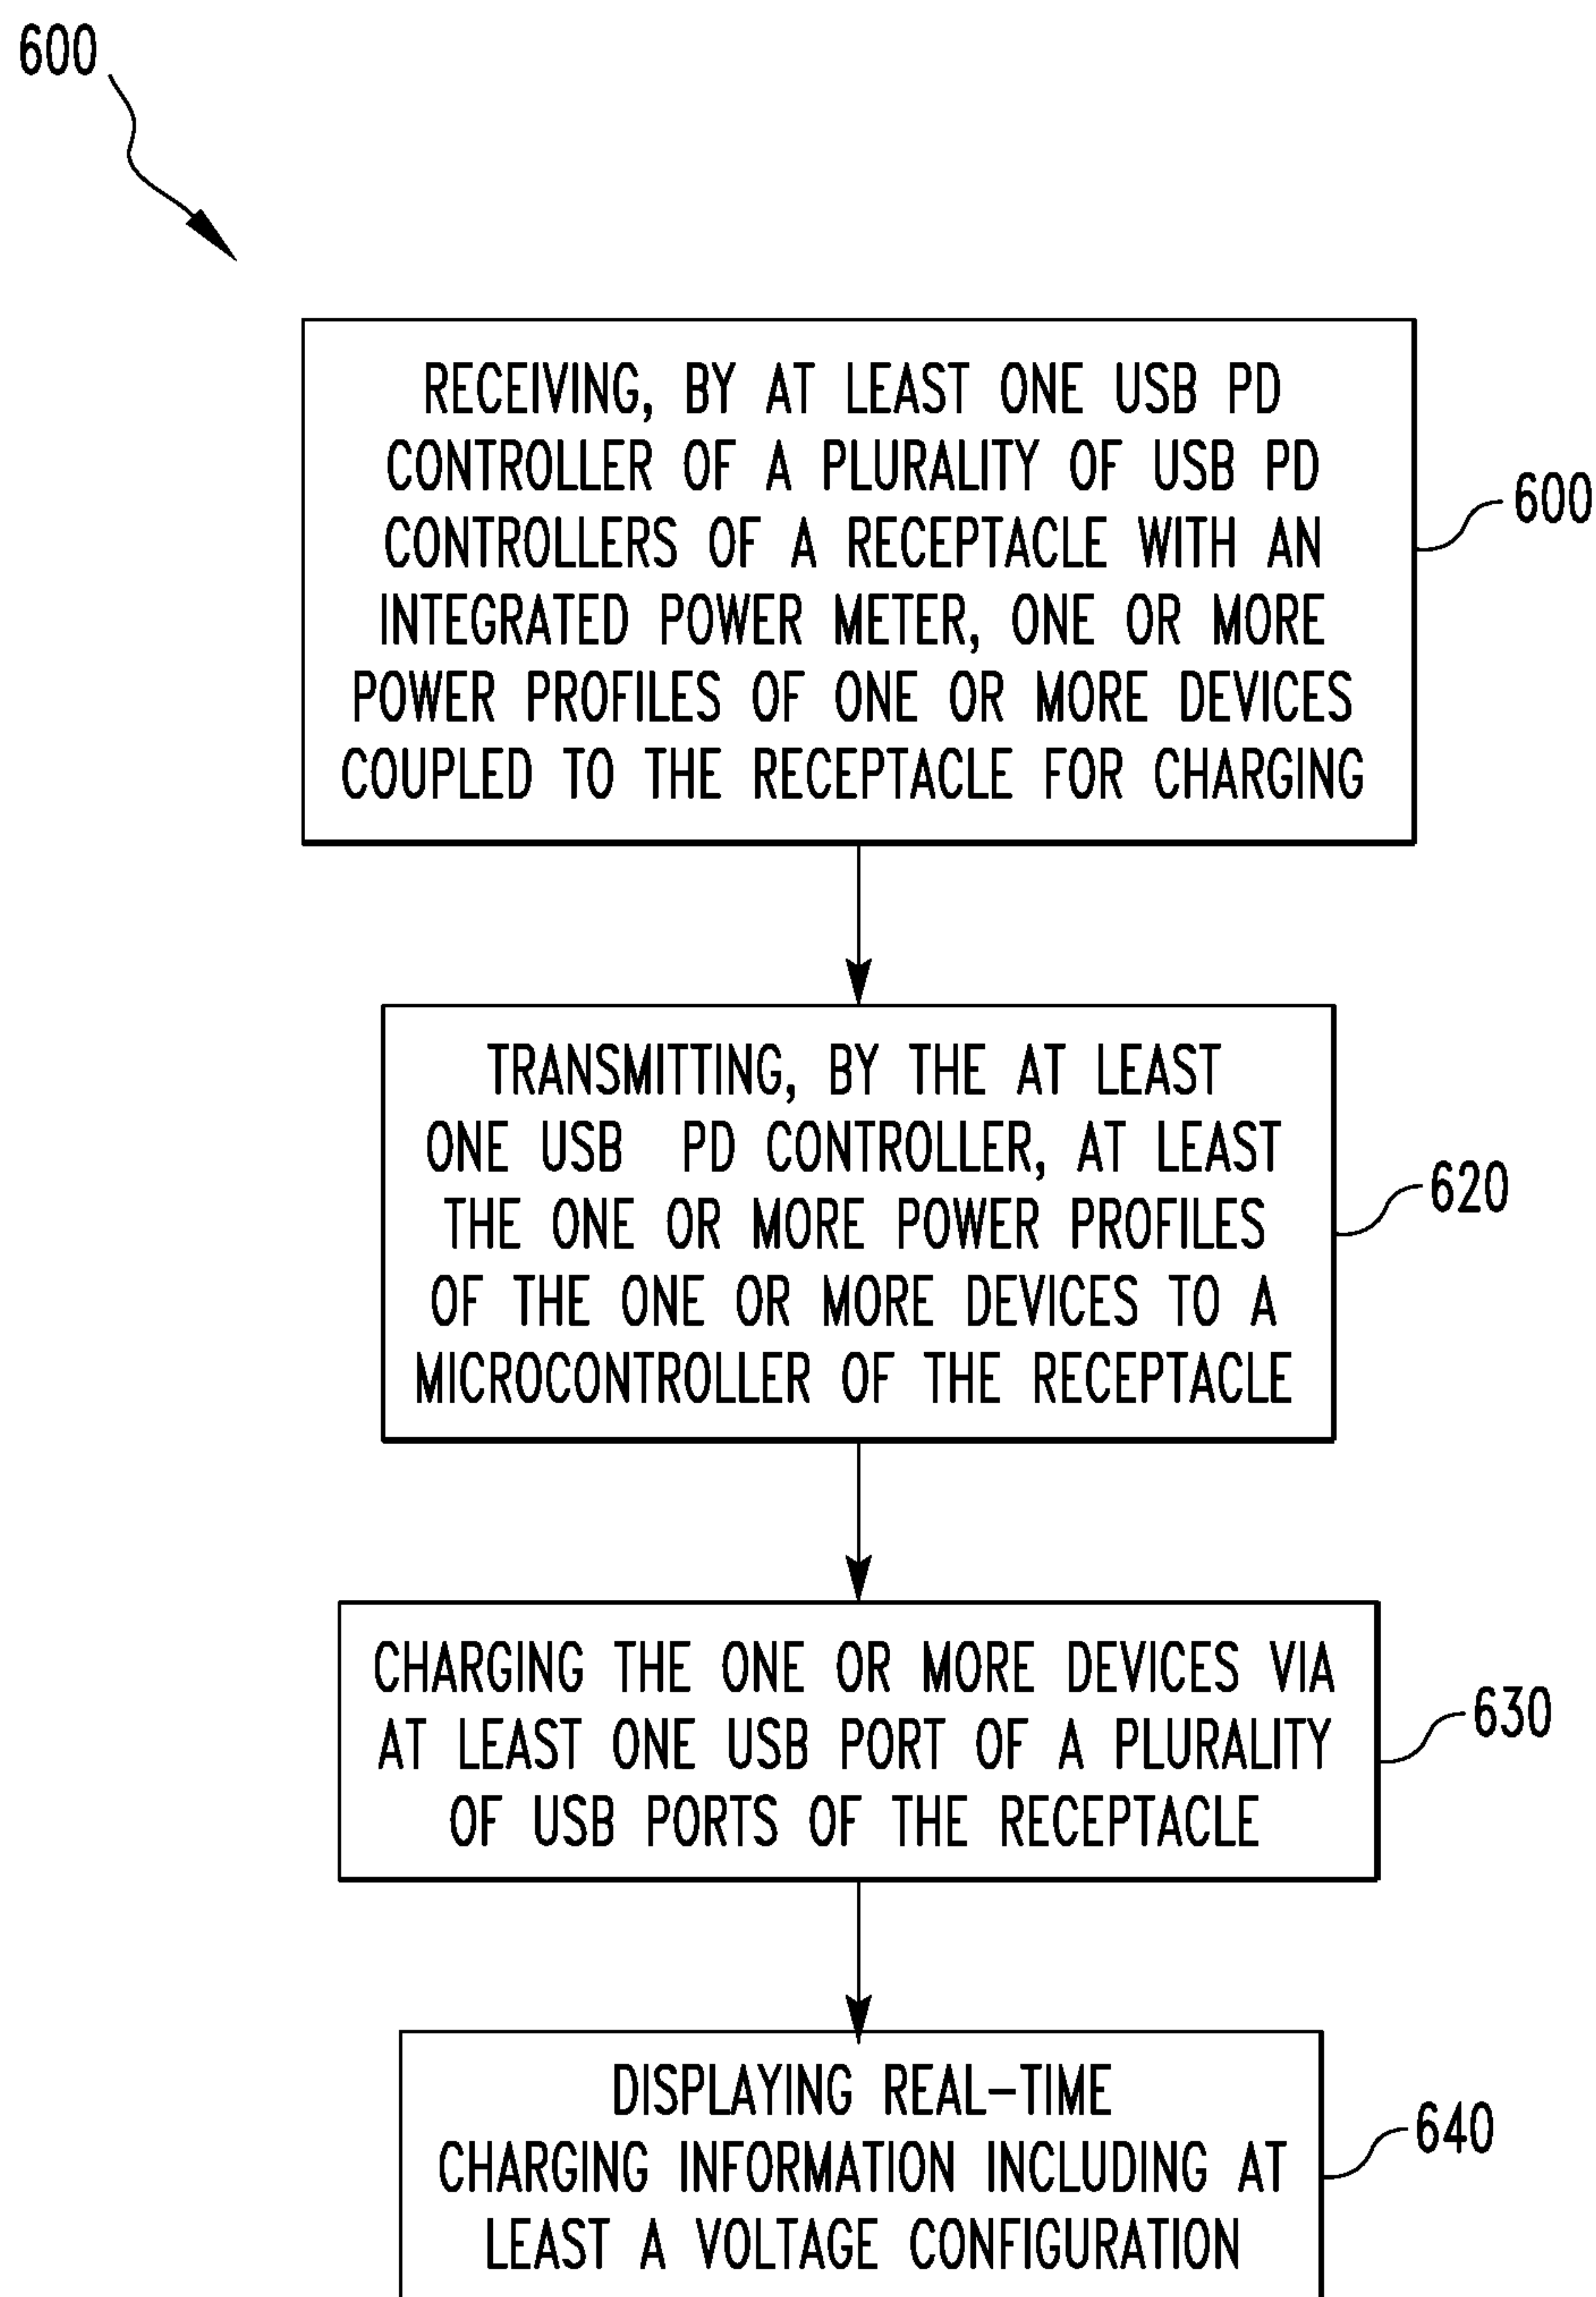 600
RECEIVING, BY AT LEAST ONE USB PD
CONTROLLER OF A PLURALITY OF USB PD
CONTROLLERS OF A RECEPTACLE WITH AN
INTEGRATED POWER METER, ONE OR MORE
POWER PROFILES OF ONE OR MORE DEVICES
COUPLED TO THE RECEPTACLE FOR CHARGING
600
TRANSMITTING, BY THE AT LEAST
ONE USB PD CONTROLLER, AT LEAST
THE ONE OR MORE POWER PROFILES
OF THE ONE OR MORE DEVICES TO A
MICROCONTROLLER OF THE RECEPTACLE
620
CHARGING THE ONE OR MORE DEVICES VIA
AT LEAST ONE USB PORT OF A PLURALITY
OF USB PORTS OF THE RECEPTACLE
630
DISPLAYING REAL-TIME
CHARGING INFORMATION INCLUDING AT
LEAST A VOLTAGE CONFIGURATION
640